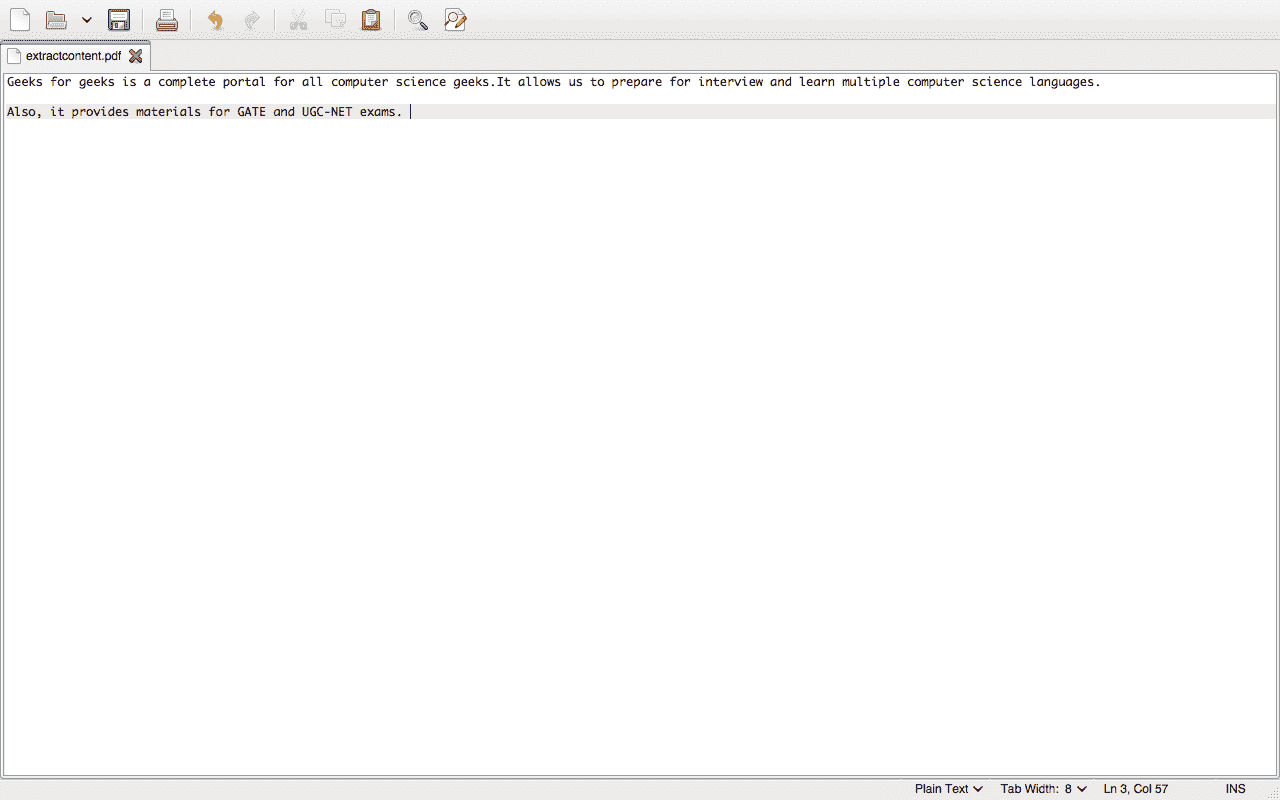 extractcontent.pdf
Geeks for geeks is a complete portal for all computer science geeks.It allows us to prepare for interview and learn multiple computer science languages.
Also, it provides materials for GATE and UGC-NET exams.
Plain Text Tab Width: 8 Ln 3, Col 57 INS